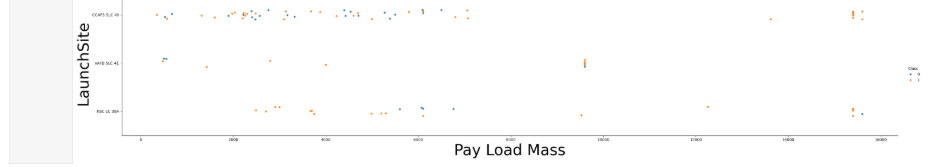 LaunchSite
CCAFS SLC 40
VAFB SLC 4E
KSC LC 39A
0
2000
4000
6000
8000
10000
12000
14000
16000
Pay Load Mass
Class
0
1